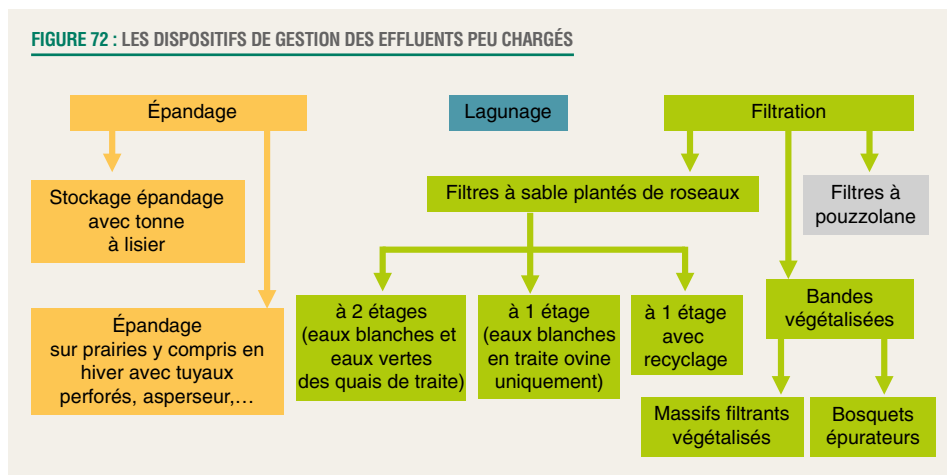 FIGURE 72 : LES DISPOSITIFS DE GESTION DES EFFLUENTS PEU CHARGÉS
Épandage
Lagunage
Filtration
Stockage épandage
avec tonne
à lisier
Filtres à sable plantés de roseaux
Filtres à
pouzzolane
Épandage
sur prairies y compris en
hiver avec tuyaux
perforés, asperseur,...
à 2 étages
(eaux blanches et
eaux vertes
des quais de traite)
à 1 étage
(eaux blanches
en traite ovine
uniquement)
à 1 étage
avec
recyclage
Bandes
végétalisées
Massifs filtrants
végétalisés
Bosquets
épurateurs